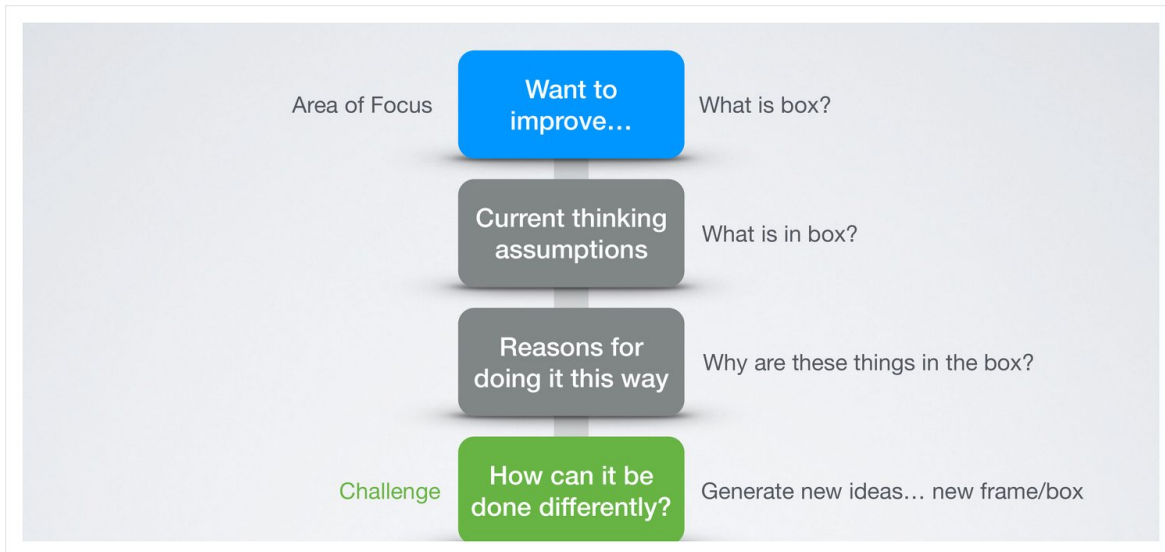 Area of Focus
Want to
improve…
What is box?
Current thinking
assumptions
What is in box?
Reasons for
doing it this way
Why are these things in the box?
Challenge
How can it be
done differently?
Generate new ideas… new frame/box